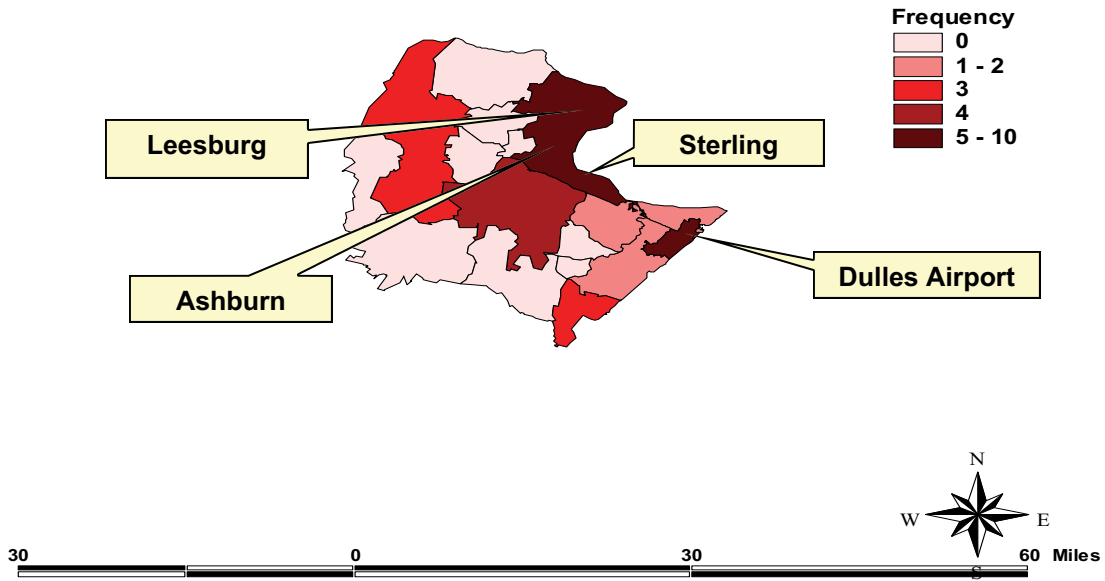 Frequency
0
1 - 2
3
4
5 - 10
Leesburg
Sterling
Ashburn
Dulles Airport
N
W E
S
30 0 30 60 Miles